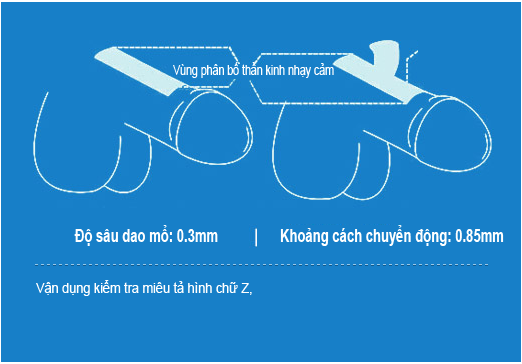 Vùng phân bố thần kinh nhạy cảm
Độ sâu dao mổ: 0.3mm | Khoảng cách chuyển động: 0.85mm
Vận dụng kiểm tra miêu tả hình chữ Z,